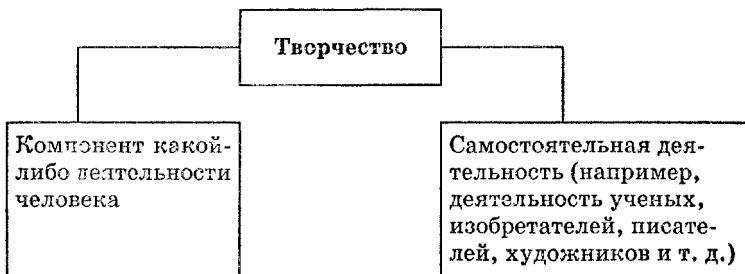 Творчество
Компонент какой-
либо деятельности
человека
Самостоятельная дея-
тельность (например,
деятельность ученых,
изобретателей, писате-
лей, художников и т. д.)